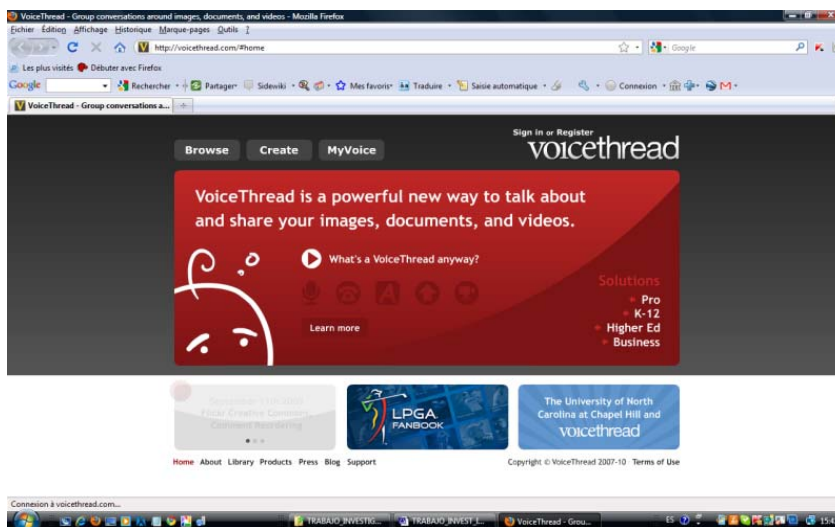 VoiceThread - Group conversations around images, documents, and videos - Mozilla Firefox
Fichier Édition Affichage Historique Marque-pages Outils ?
http://voicethread.com/#home
Google
Les plus visités Débuter avec Firefox
Google Rechercher Partager Sidewiki Mes favoris Traduire Saisie automatique Connexion
VoiceThread - Group conversations a...
Sign in or Register
Browse Create MyVoice voicethread
VoiceThread is a powerful new way to talk about
and share your images, documents, and videos.
What's a VoiceThread anyway?
Solutions
Pro
K-12
Higher Ed
Business
Learn more
LPGA
FANBOOK
The University of North
Carolina at Chapel Hill and
voicethread
Home About Library Products Press Blog Support Copyright © VoiceThread 2007-10 Terms of Use
Connexion à voicethread.com...
TRABAJO_INVESTIG... TRABAJO_INVEST_L... VoiceThread - Grou... ES